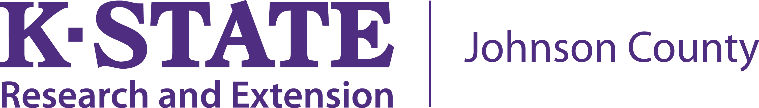 K-STATE
Research and Extension
Johnson County